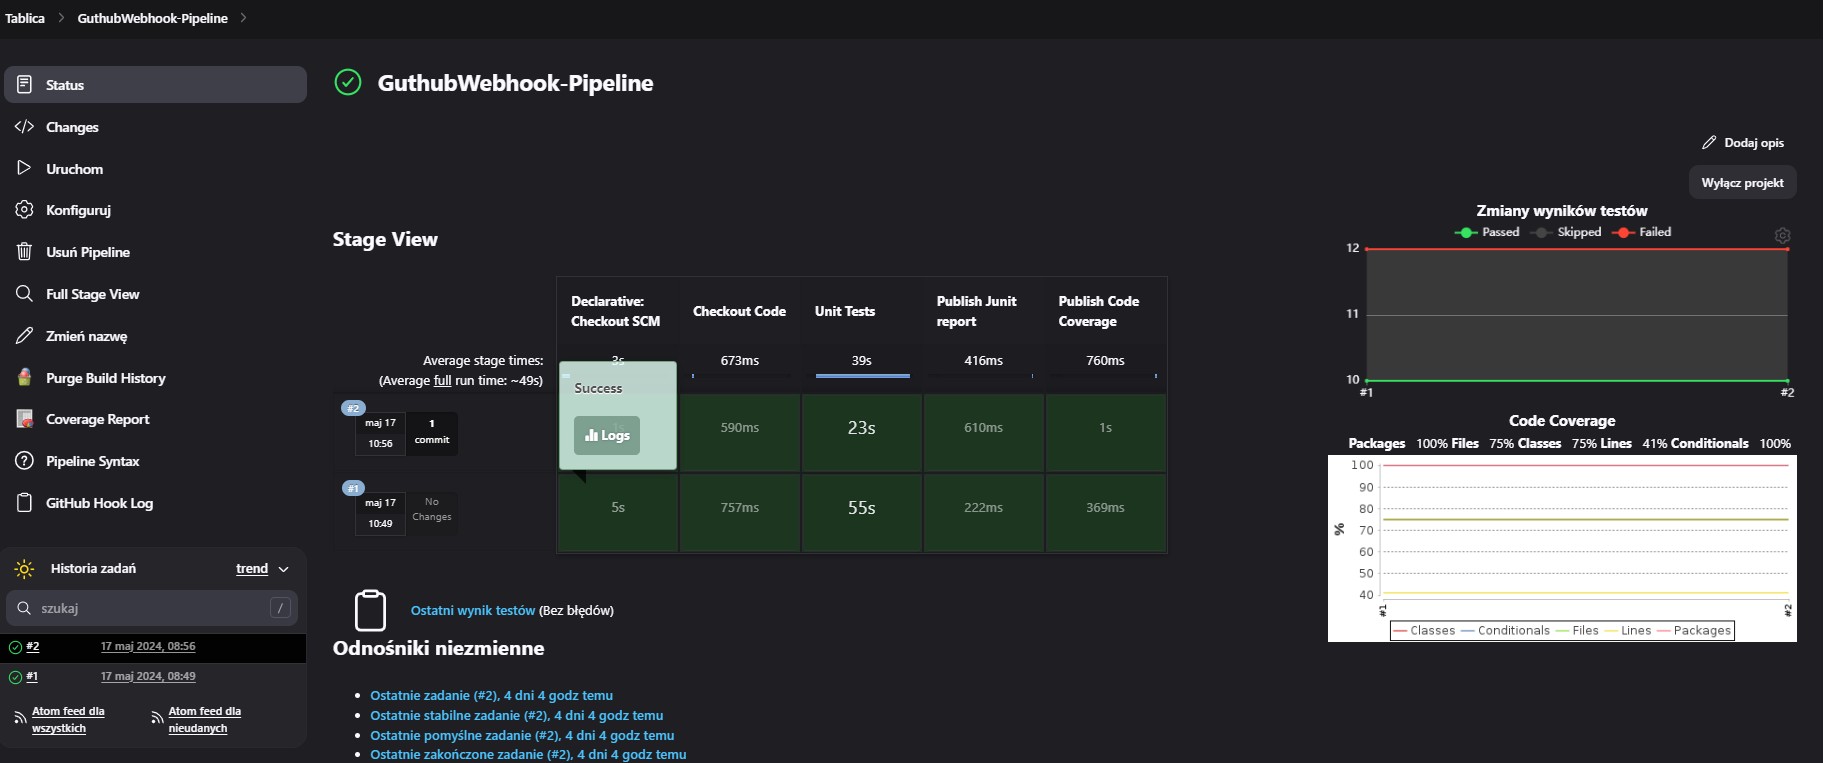 Tablica > GuthubWebhook-Pipeline >
Status
Changes
Uruchom
Konfiguruj
Usuń Pipeline
Full Stage View
Zmień nazwę
Purge Build History
Coverage Report
Pipeline Syntax
GitHub Hook Log
Historia zadań trend
szukaj /
#2 17 maj 2024, 08:56
#1 17 maj 2024, 08:49
Atom feed dla wszystkich
Atom feed dla nieudanych
GuthubWebhook-Pipeline
Dodaj opis
Wyłącz projekt
Stage View
Declarative: Checkout SCM
Checkout Code
Unit Tests
Publish Junit report
Publish Code Coverage
Average stage times: 3s 673ms 39s 416ms 760ms
(Average full run time: ~49s)
Success
Logs
#2
maj 17
10:56
1
commit
1s 590ms 23s 610ms 1s
#1
maj 17
10:49
No
Changes
5s 757ms 55s 222ms 369ms
Ostatni wynik testów (Bez błędów)
Odnośniki niezmienne
Ostatnie zadanie (#2), 4 dni 4 godz temu
Ostatnie stabilne zadanie (#2), 4 dni 4 godz temu
Ostatnie pomyślne zadanie (#2), 4 dni 4 godz temu
Ostatnie zakończone zadanie (#2), 4 dni 4 godz temu
Zmiany wyników testów
Passed Skipped Failed
12
11
10
#1 #2
Code Coverage
Packages 100% Files 75% Classes 75% Lines 41% Conditionals 100%
100
90
80
70
60
50
40
%
#1 #2
Classes Conditionals Files Lines Packages